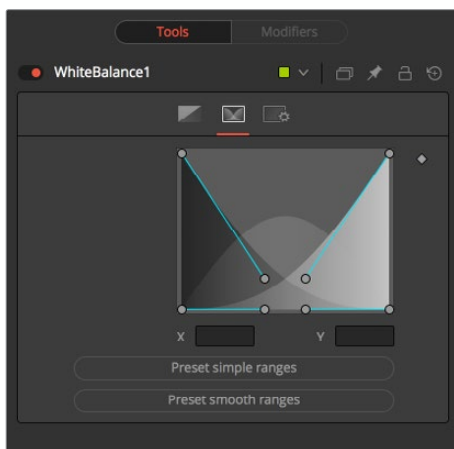 Tools Modifiers
WhiteBalance1
X Y
Preset simple ranges
Preset smooth ranges